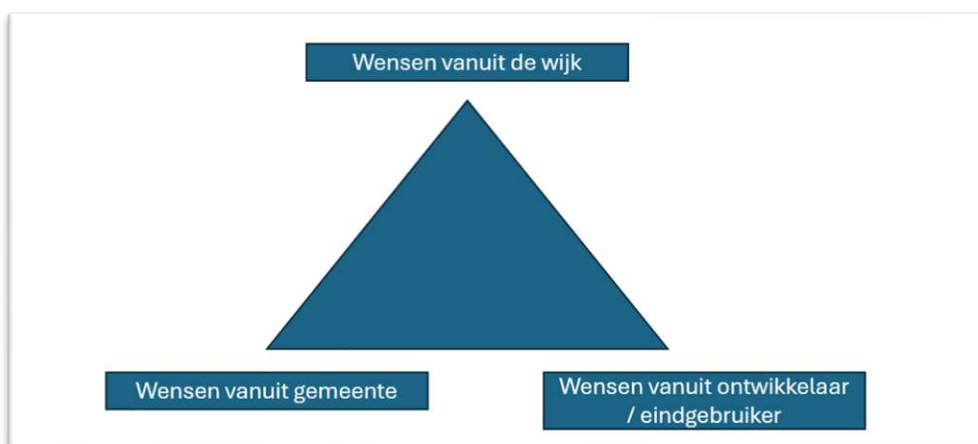 Wensen vanuit de wijk
Wensen vanuit gemeente
Wensen vanuit ontwikkelaar
/ eindgebruiker